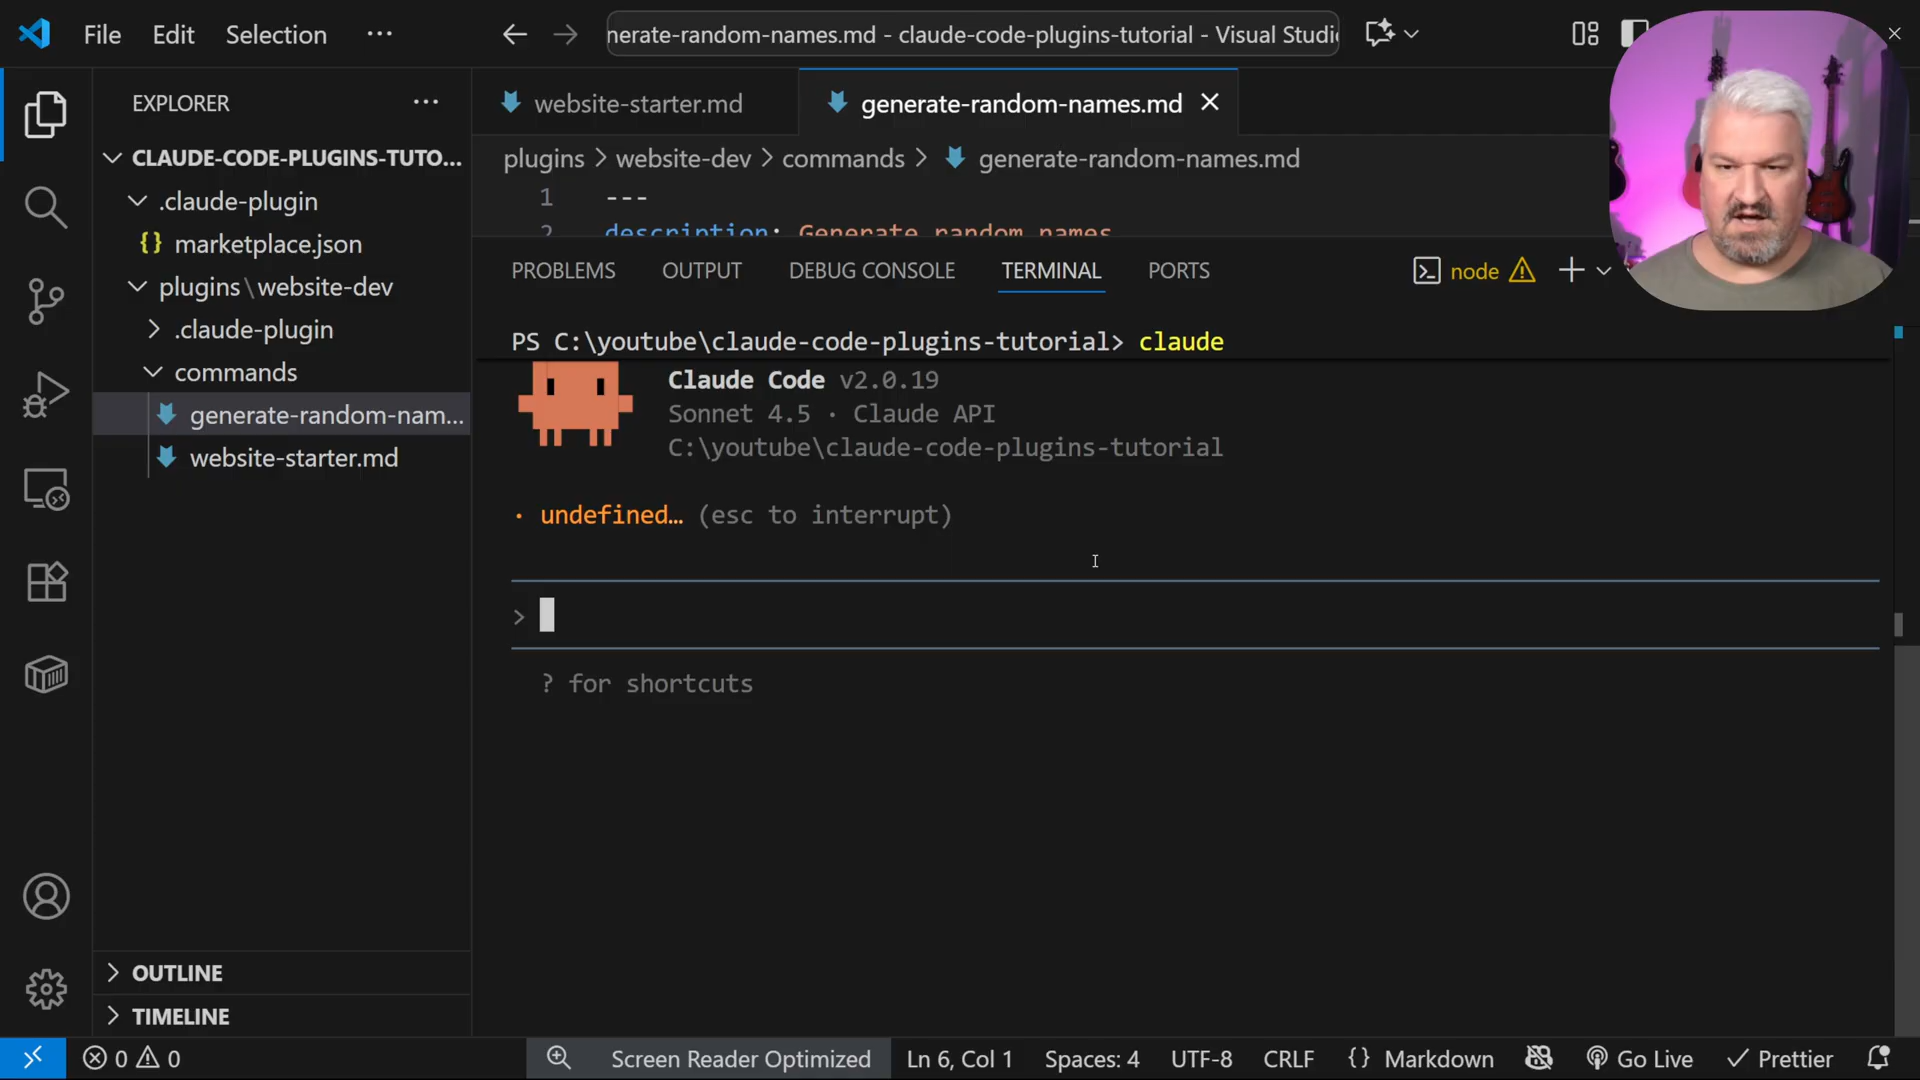 File Edit Selection ···
nerate-random-names.md - claude-code-plugins-tutorial - Visual Studi
EXPLORER ···
CLAUDE-CODE-PLUGINS-TUTO...
.claude-plugin
{} marketplace.json
plugins\website-dev
.claude-plugin
commands
generate-random-nam...
website-starter.md
OUTLINE
TIMELINE
website-starter.md generate-random-names.md
plugins > website-dev > commands > generate-random-names.md
1 ---
2 description: Generate random names
PROBLEMS OUTPUT DEBUG CONSOLE TERMINAL PORTS node
PS C:\youtube\claude-code-plugins-tutorial> claude
Claude Code v2.0.19
Sonnet 4.5 · Claude API
C:\youtube\claude-code-plugins-tutorial
· undefined… (esc to interrupt)
>
? for shortcuts
0 0 Screen Reader Optimized Ln 6, Col 1 Spaces: 4 UTF-8 CRLF {} Markdown Go Live Prettier